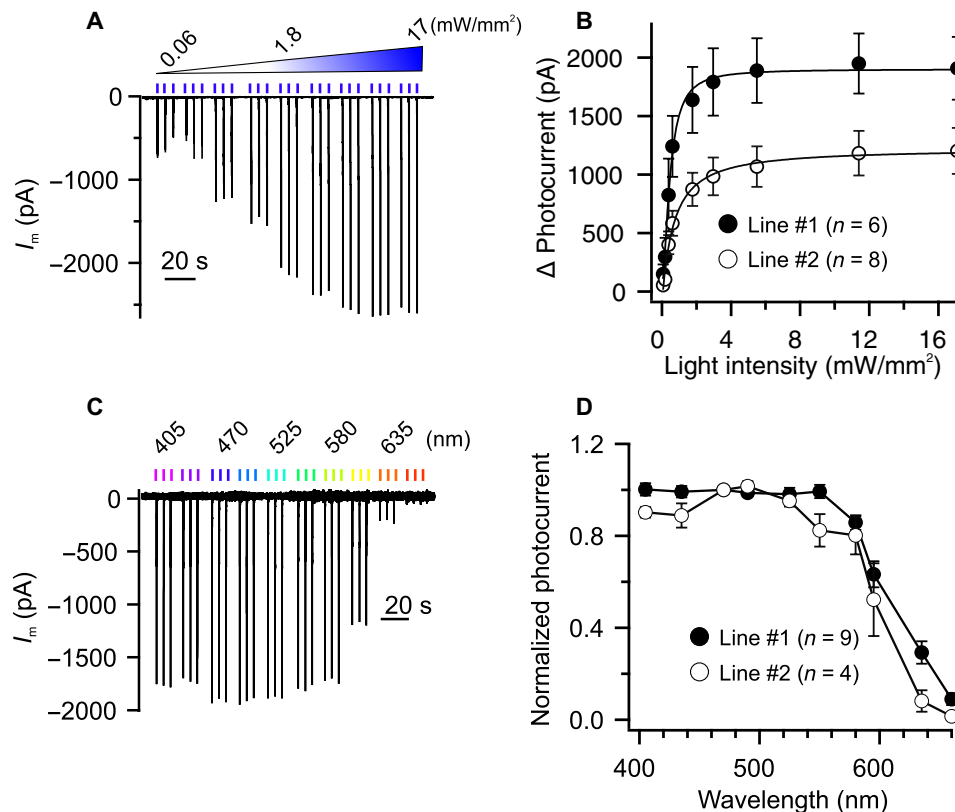 A
0.06
1.8
17 (mW/mm²)
0
−1000
−2000
Iₘ (pA)
20 s
B
2000
1500
1000
500
0
Δ Photocurrent (pA)
Line #1 (n = 6)
Line #2 (n = 8)
0 4 8 12 16
Light intensity (mW/mm²)
C
405 470 525 580 635 (nm)
0
−500
−1000
−1500
−2000
Iₘ (pA)
20 s
D
1.2
0.8
0.4
0.0
Normalized photocurrent
Line #1 (n = 9)
Line #2 (n = 4)
400 500 600
Wavelength (nm)